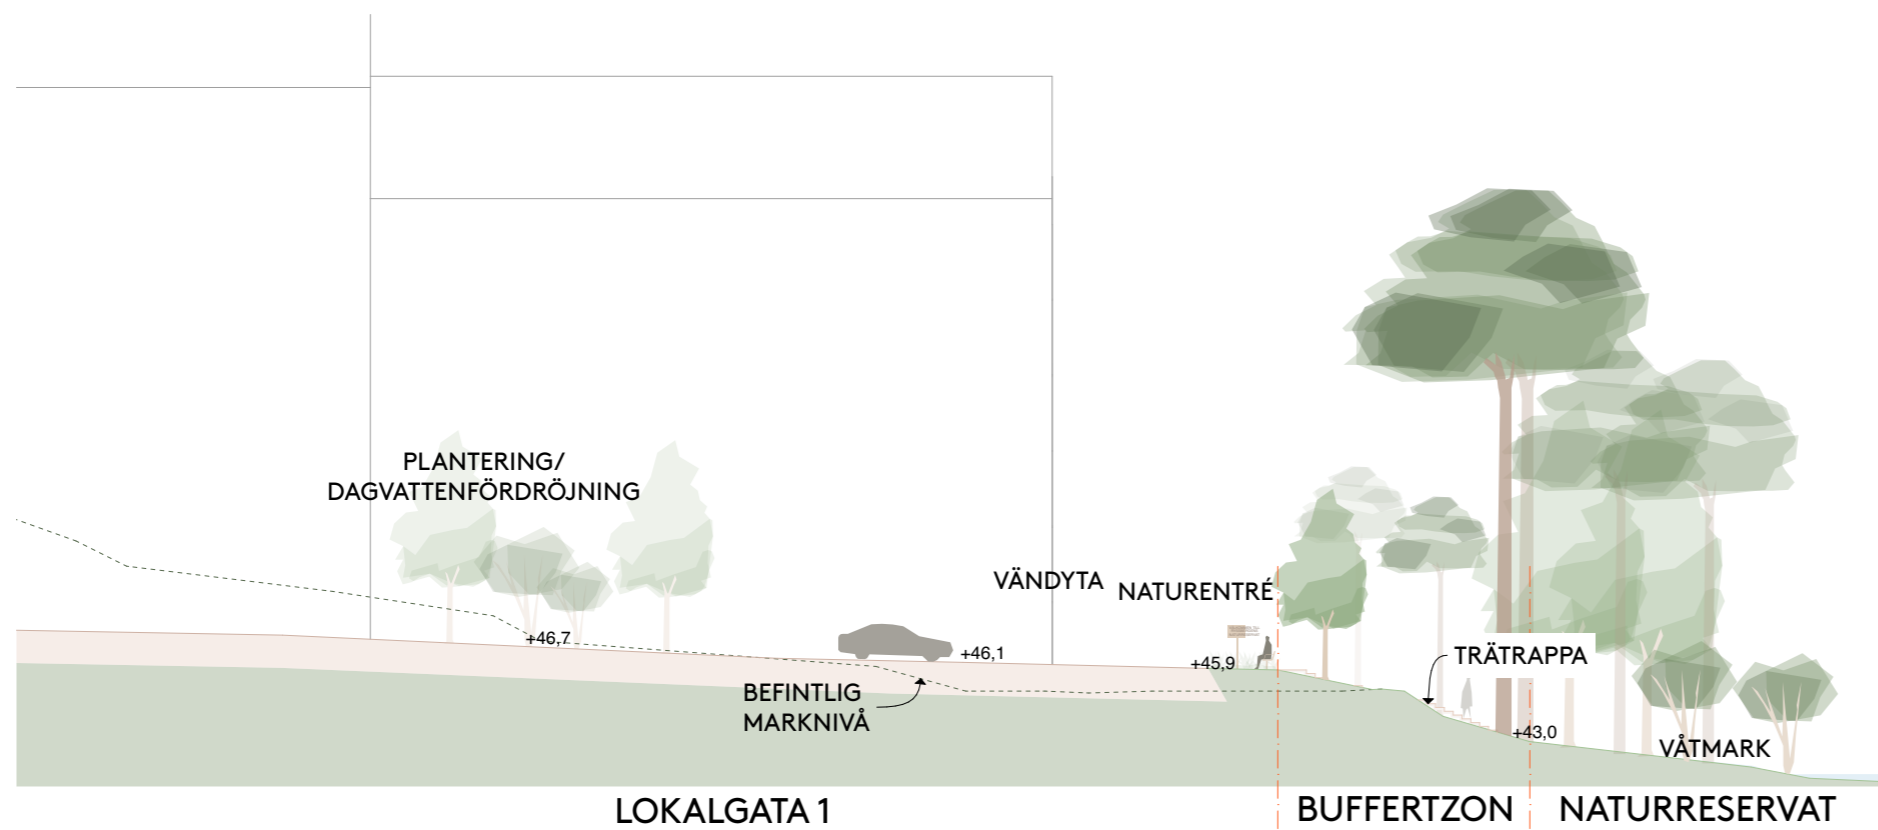 PLANTERING/
DAGVATTENFÖRDRÖJNING
VÄNDYTA
NATURENTRÉ
+46,7
+46,1
+45,9
TRÄTRAPPA
BEFINTLIG
MARKNIVÅ
+43,0
VÅTMARK
LOKALGATA 1
BUFFERTZON
NATURRESERVAT